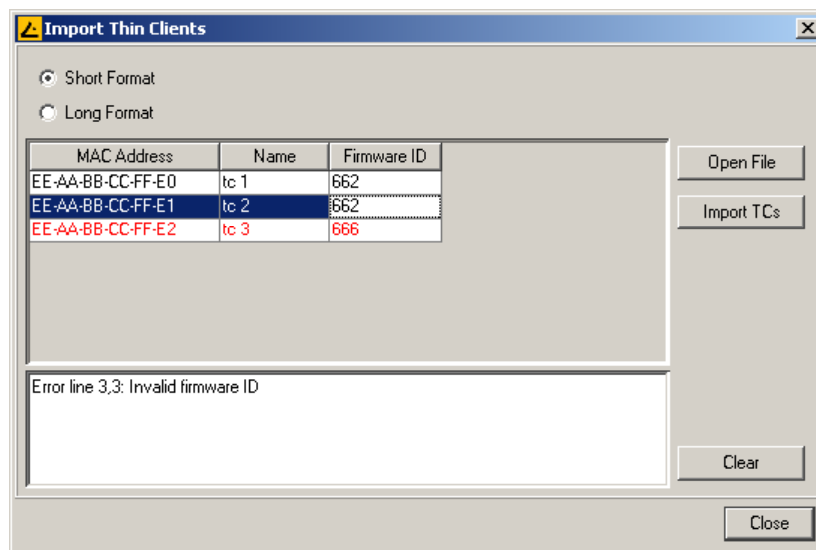 Import Thin Clients
Short Format
Long Format
MAC Address Name Firmware ID
EE-AA-BB-CC-FF-E0 tc 1 662
EE-AA-BB-CC-FF-E1 tc 2 662
EE-AA-BB-CC-FF-E2 tc 3 666
Open File
Import TCs
Error line 3,3: Invalid firmware ID
Clear
Close